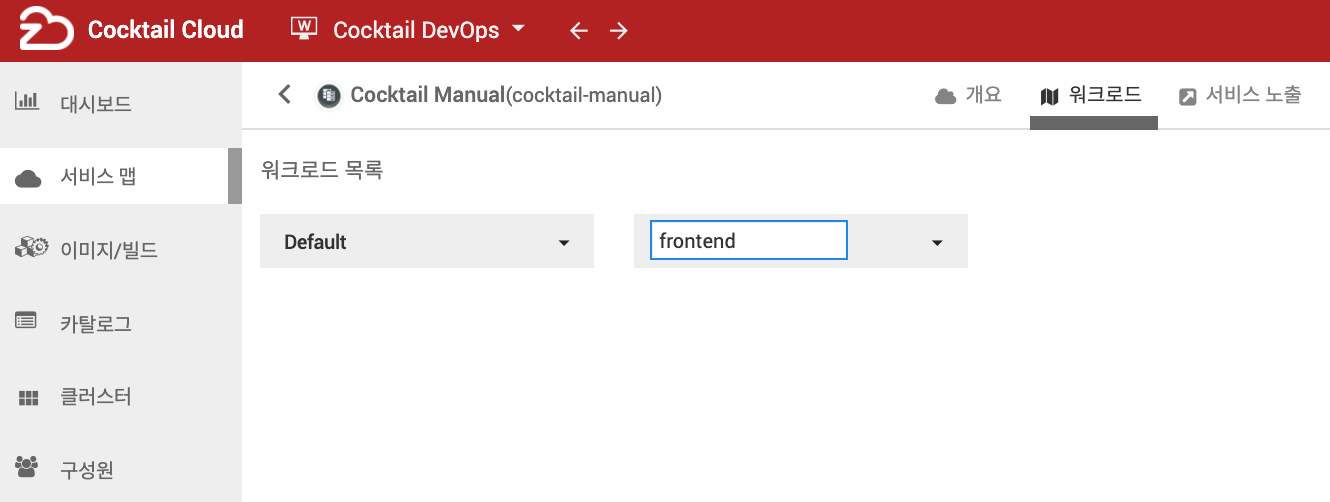 Cocktail Cloud
W Cocktail DevOps
대시보드
서비스 맵
이미지/빌드
카탈로그
클러스터
구성원
Cocktail Manual(cocktail-manual)
개요
워크로드
서비스 노출
워크로드 목록
Default
frontend